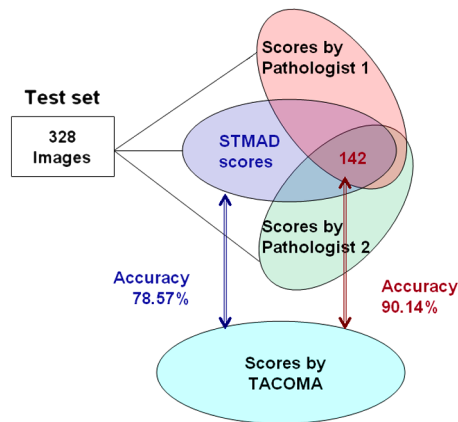 Scores by
Pathologist 1
Test set
328
Images
STMAD
scores
142
Scores by
Pathologist 2
Accuracy
78.57%
Accuracy
90.14%
Scores by
TACOMA